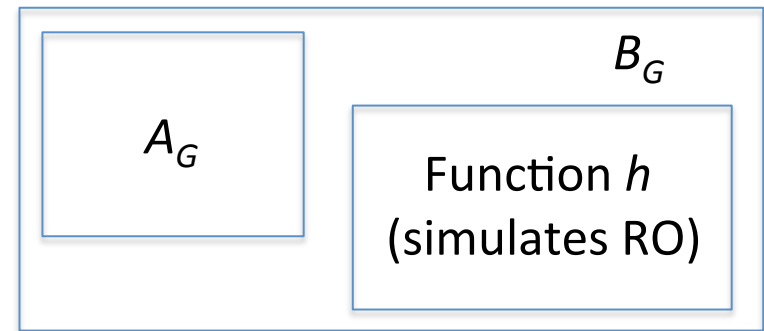 A_G
B_G
Function h
(simulates RO)